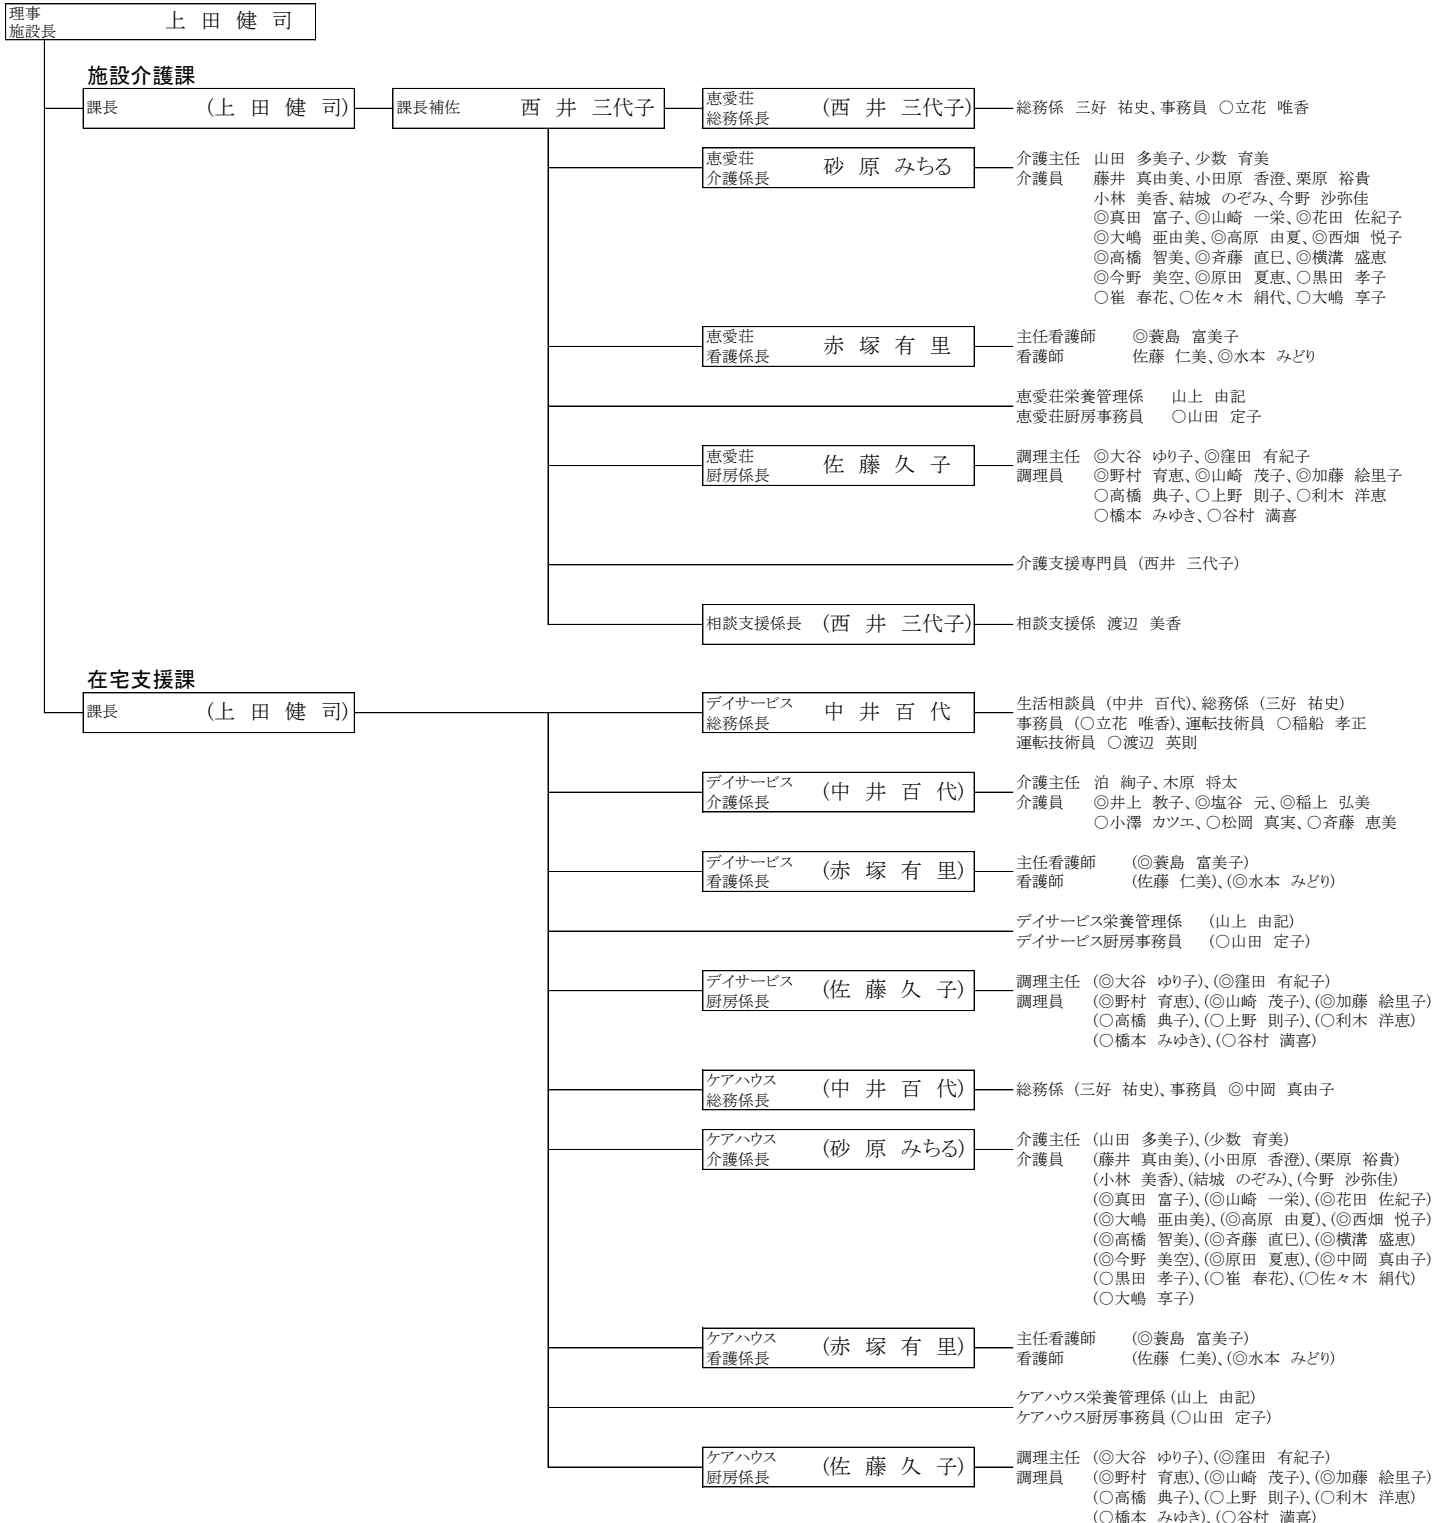 理事
施設長 上 田 健 司
施設介護課
課長 (上 田 健 司)
課長補佐 西 井 三代子
恵愛荘
総務係長 (西 井 三代子)
総務係 三好 祐史、事務員 ○立花 唯香
恵愛荘
介護係長 砂 原 みちる
介護主任 山田 多美子、少数 育美
介護員 藤井 真由美、小田原 香澄、栗原 裕貴
小林 美香、結城 のぞみ、今野 沙弥佳
◎真田 富子、◎山崎 一栄、◎花田 佐紀子
◎大嶋 亜由美、◎高原 由夏、◎西畑 悦子
◎高橋 智美、◎斉藤 直巳、◎横溝 盛恵
◎今野 美空、◎原田 夏恵、○黒田 孝子
○崔 春花、○佐々木 絹代、○大嶋 享子
恵愛荘
看護係長 赤 塚 有 里
主任看護師 ◎蓑島 富美子
看護師 佐藤 仁美、◎水本 みどり
恵愛荘栄養管理係 山上 由記
恵愛荘厨房事務員 ○山田 定子
恵愛荘
厨房係長 佐 藤 久 子
調理主任 ◎大谷 ゆり子、◎窪田 有紀子
調理員 ◎野村 育恵、◎山崎 茂子、◎加藤 絵里子
○高橋 典子、○上野 則子、○利木 洋恵
○橋本 みゆき、○谷村 満喜
介護支援専門員 (西井 三代子)
相談支援係長 (西 井 三代子)
相談支援係 渡辺 美香
在宅支援課
課長 (上 田 健 司)
デイサービス
総務係長 中 井 百 代
生活相談員 (中井 百代)、総務係 (三好 祐史)
事務員 (○立花 唯香)、運転技術員 ○稲船 孝正
運転技術員 ○渡辺 英則
デイサービス
介護係長 (中 井 百 代)
介護主任 泊 絢子、木原 将太
介護員 ◎井上 教子、◎塩谷 元、◎稲上 弘美
○小澤 カツエ、○松岡 真実、○斉藤 恵美
デイサービス
看護係長 (赤 塚 有 里)
主任看護師 (◎蓑島 富美子)
看護師 (佐藤 仁美)、(◎水本 みどり)
デイサービス栄養管理係 (山上 由記)
デイサービス厨房事務員 (○山田 定子)
デイサービス
厨房係長 (佐 藤 久 子)
調理主任 (◎大谷 ゆり子)、(◎窪田 有紀子)
調理員 (◎野村 育恵)、(◎山崎 茂子)、(◎加藤 絵里子)
(○高橋 典子)、(○上野 則子)、(○利木 洋恵)
(○橋本 みゆき)、(○谷村 満喜)
ケアハウス
総務係長 (中 井 百 代)
総務係 (三好 祐史)、事務員 ◎中岡 真由子
ケアハウス
介護係長 (砂 原 みちる)
介護主任 (山田 多美子)、(少数 育美)
介護員 (藤井 真由美)、(小田原 香澄)、(栗原 裕貴)
(小林 美香)、(結城 のぞみ)、(今野 沙弥佳)
(◎真田 富子)、(◎山崎 一栄)、(◎花田 佐紀子)
(◎大嶋 亜由美)、(◎高原 由夏)、(◎西畑 悦子)
(◎高橋 智美)、(◎斉藤 直巳)、(◎横溝 盛恵)
(◎今野 美空)、(◎原田 夏恵)、(◎中岡 真由子)
(○黒田 孝子)、(○崔 春花)、(○佐々木 絹代)
(○大嶋 享子)
ケアハウス
看護係長 (赤 塚 有 里)
主任看護師 (◎蓑島 富美子)
看護師 (佐藤 仁美)、(◎水本 みどり)
ケアハウス栄養管理係 (山上 由記)
ケアハウス厨房事務員 (○山田 定子)
ケアハウス
厨房係長 (佐 藤 久 子)
調理主任 (◎大谷 ゆり子)、(◎窪田 有紀子)
調理員 (◎野村 育恵)、(◎山崎 茂子)、(◎加藤 絵里子)
(○高橋 典子)、(○上野 則子)、(○利木 洋恵)
(○橋本 みゆき)、(○谷村 満喜)